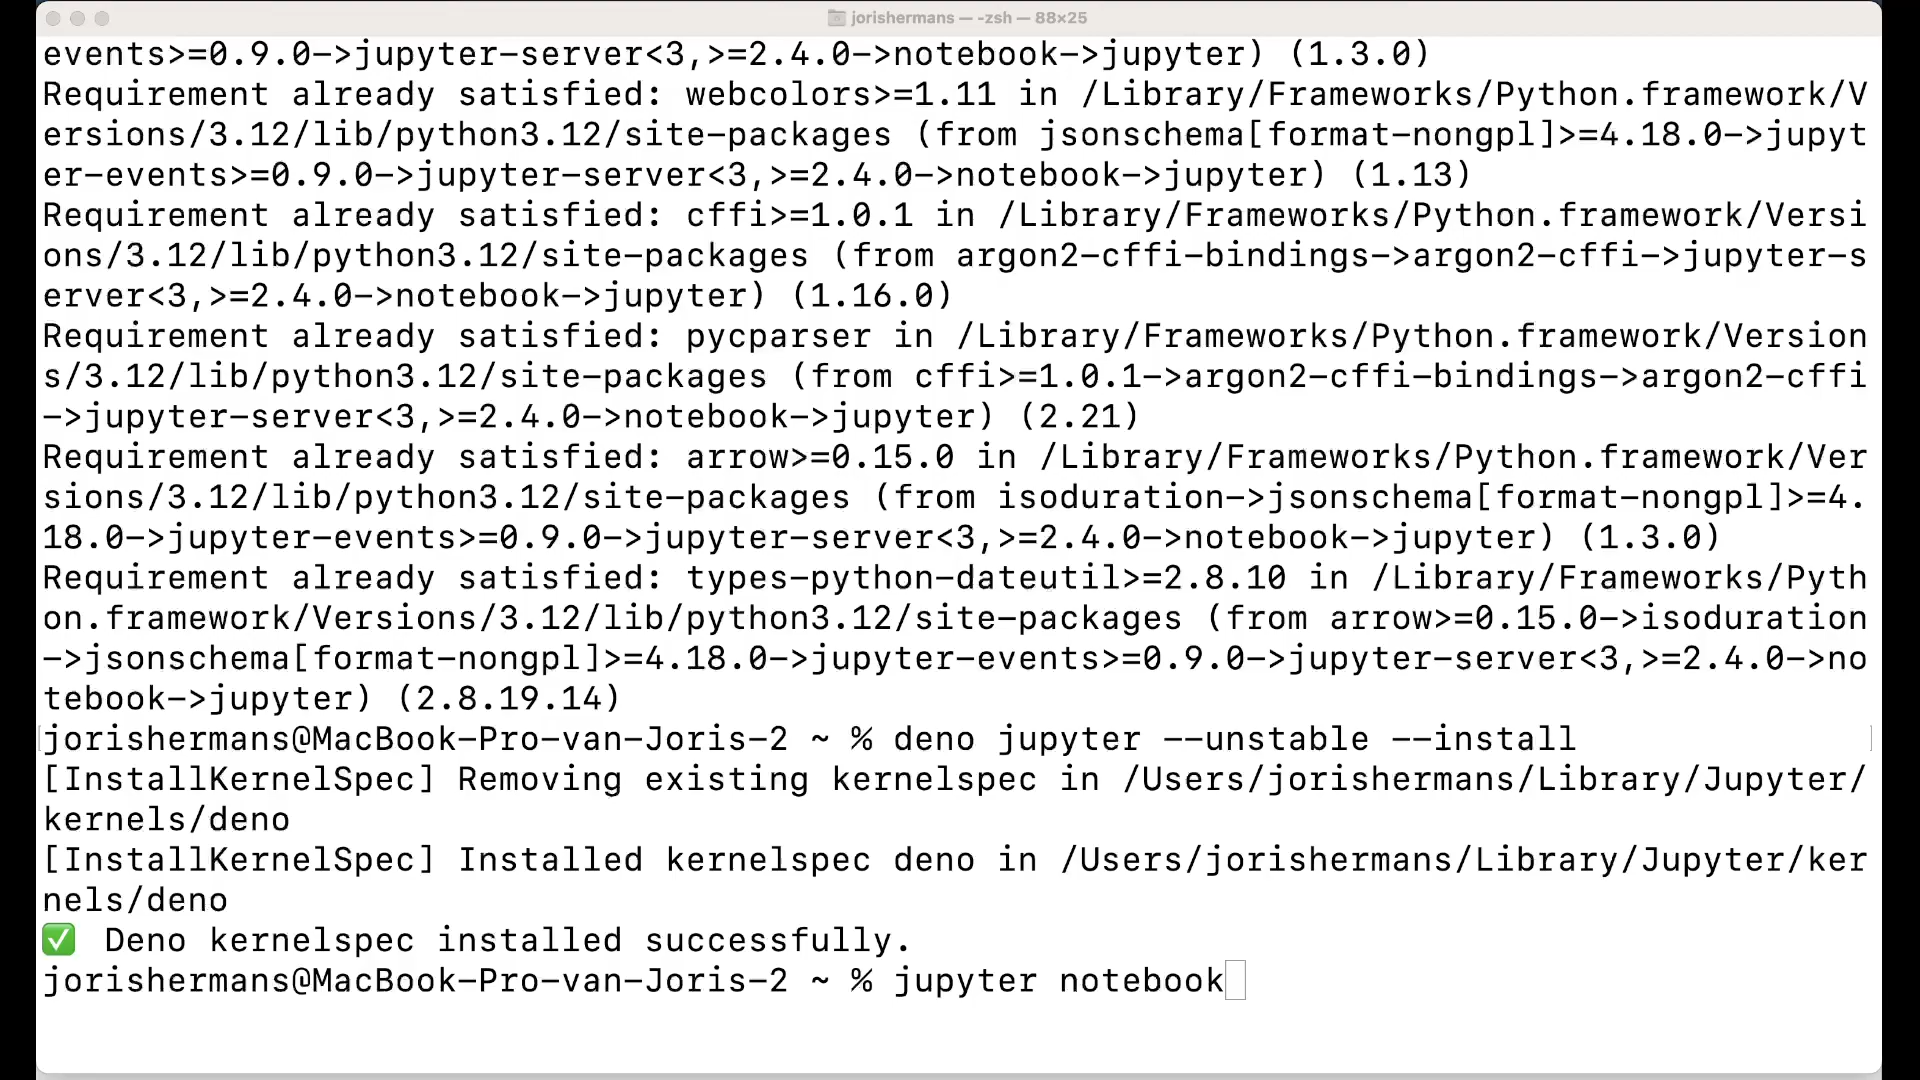 jorishermans — -zsh — 88×25
events>=0.9.0->jupyter-server<3,>=2.4.0->notebook->jupyter) (1.3.0)
Requirement already satisfied: webcolors>=1.11 in /Library/Frameworks/Python.framework/V
ersions/3.12/lib/python3.12/site-packages (from jsonschema[format-nongpl]>=4.18.0->jupyt
er-events>=0.9.0->jupyter-server<3,>=2.4.0->notebook->jupyter) (1.13)
Requirement already satisfied: cffi>=1.0.1 in /Library/Frameworks/Python.framework/Versi
ons/3.12/lib/python3.12/site-packages (from argon2-cffi-bindings->argon2-cffi->jupyter-s
erver<3,>=2.4.0->notebook->jupyter) (1.16.0)
Requirement already satisfied: pycparser in /Library/Frameworks/Python.framework/Version
s/3.12/lib/python3.12/site-packages (from cffi>=1.0.1->argon2-cffi-bindings->argon2-cffi
->jupyter-server<3,>=2.4.0->notebook->jupyter) (2.21)
Requirement already satisfied: arrow>=0.15.0 in /Library/Frameworks/Python.framework/Ver
sions/3.12/lib/python3.12/site-packages (from isoduration->jsonschema[format-nongpl]>=4.
18.0->jupyter-events>=0.9.0->jupyter-server<3,>=2.4.0->notebook->jupyter) (1.3.0)
Requirement already satisfied: types-python-dateutil>=2.8.10 in /Library/Frameworks/Pyth
on.framework/Versions/3.12/lib/python3.12/site-packages (from arrow>=0.15.0->isoduration
->jsonschema[format-nongpl]>=4.18.0->jupyter-events>=0.9.0->jupyter-server<3,>=2.4.0->no
tebook->jupyter) (2.8.19.14)
jorishermans@MacBook-Pro-van-Joris-2 ~ % deno jupyter --unstable --install
[InstallKernelSpec] Removing existing kernelspec in /Users/jorishermans/Library/Jupyter/
kernels/deno
[InstallKernelSpec] Installed kernelspec deno in /Users/jorishermans/Library/Jupyter/ker
nels/deno
✅ Deno kernelspec installed successfully.
jorishermans@MacBook-Pro-van-Joris-2 ~ % jupyter notebook